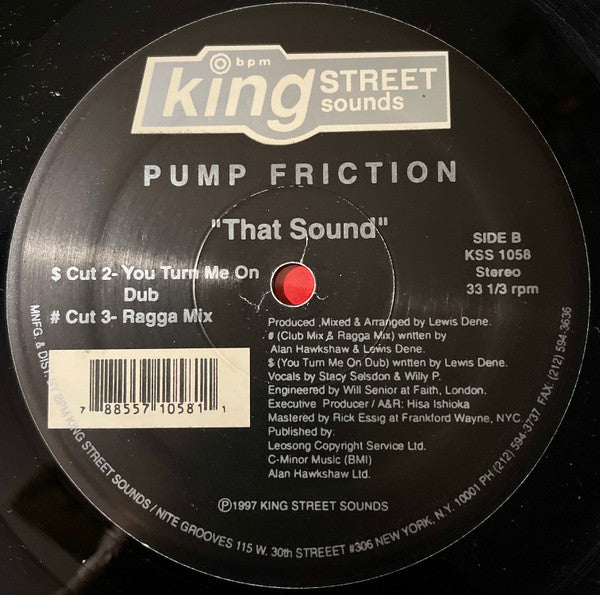 bpm
king STREET
sounds
PUMP FRICTION
"That Sound"
$ Cut 2- You Turn Me On
Dub
# Cut 3- Ragga Mix
SIDE B
KSS 1058
Stereo
33 1/3 rpm
Produced ,Mixed & Arranged by Lewis Dene.
# (Club Mix & Ragga Mix) written by
Alan Hawkshaw & Lewis Dene.
$ (You Turn Me On Dub) written by Lewis Dene.
Vocals by Stacy Selsdon & Willy P.
Engineered by Will Senior at Faith, London.
Executive Producer / A&R: Hisa Ishioka
Mastered by Rick Essig at Frankford Wayne, NYC.
Published by:
Leosong Copyright Service Ltd.
C-Minor Music (BMI)
Alan Hawkshaw Ltd.
7 88557 10581 1
Ⓟ1997 KING STREET SOUNDS
MNFG. & DIST. BY BPM KING STREET SOUNDS / NITE GROOVES 115 W. 30th STREEET #306 NEW YORK, N.Y. 10001 PH (212) 594-3737 FAX: (212) 594-3636